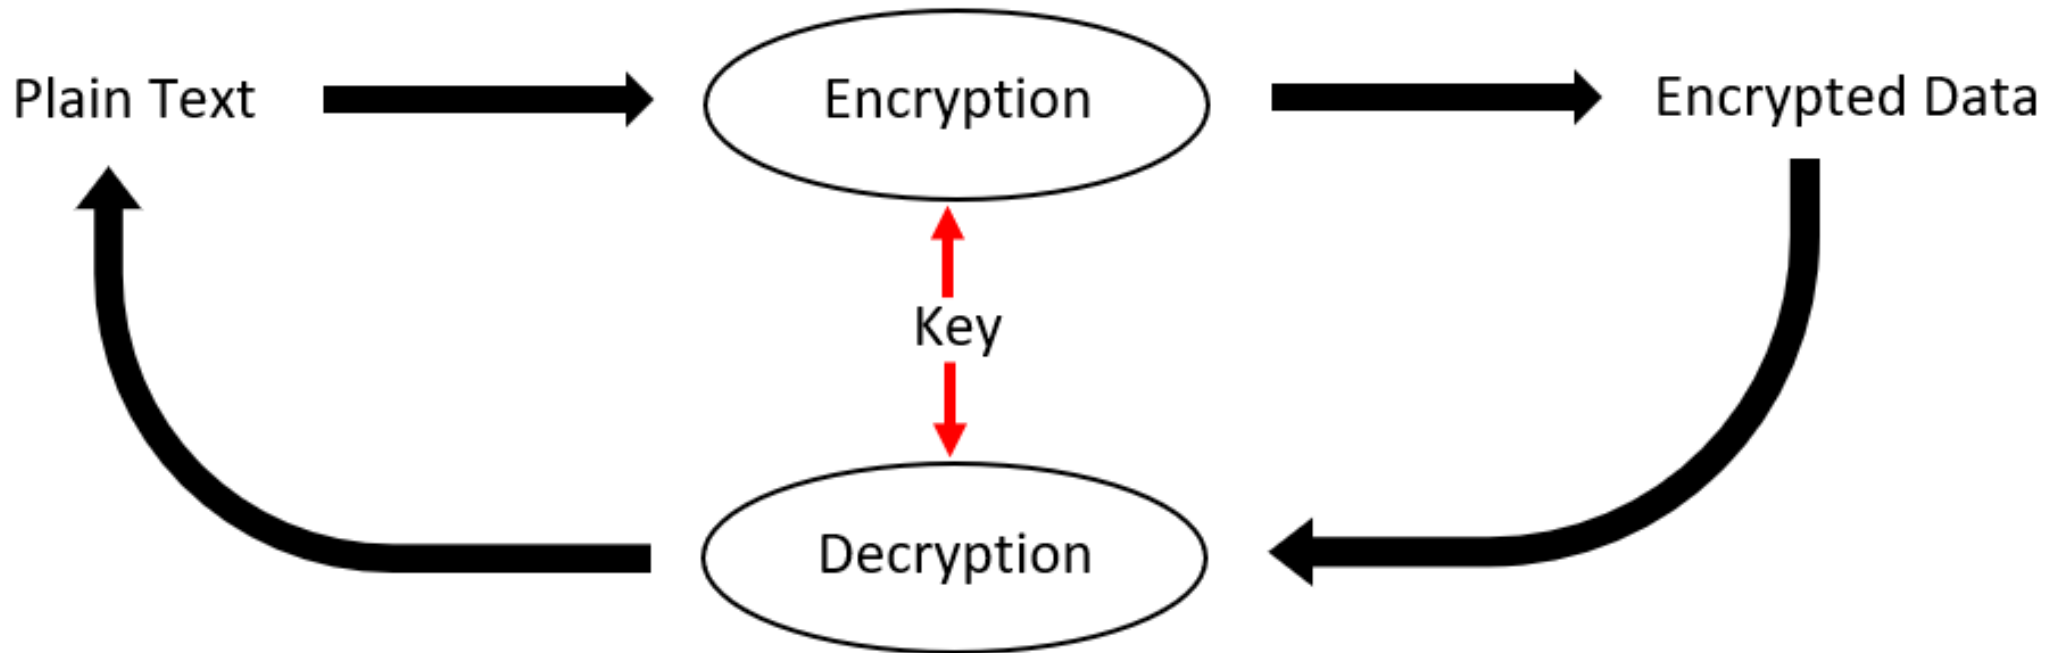 Plain Text
Encryption
Encrypted Data
Key
Decryption